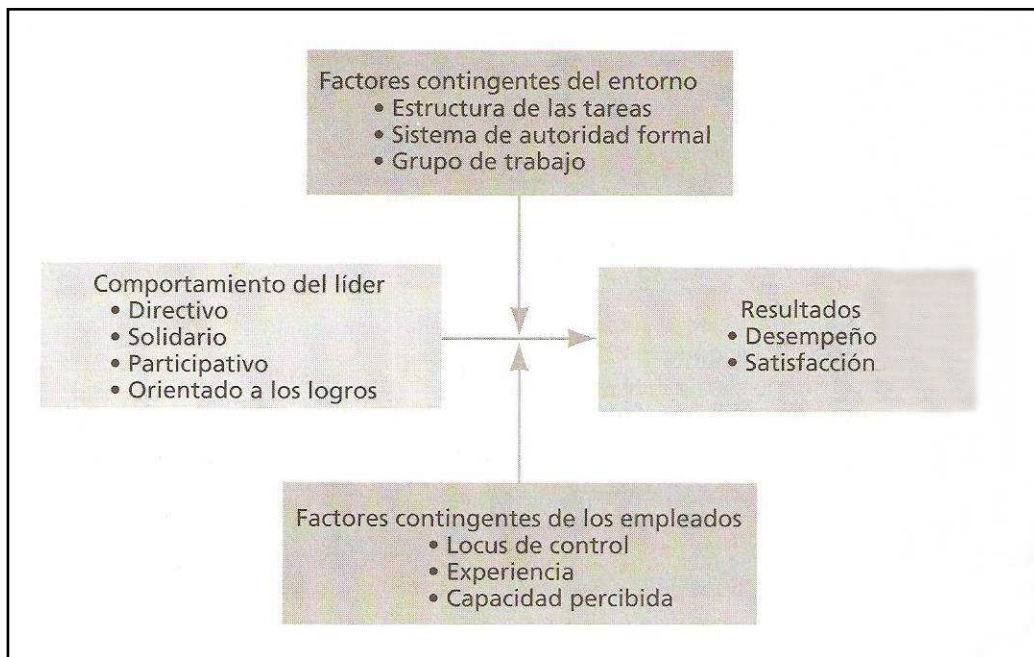 Factores contingentes del entorno
• Estructura de las tareas
• Sistema de autoridad formal
• Grupo de trabajo
Comportamiento del líder
• Directivo
• Solidario
• Participativo
• Orientado a los logros
Resultados
• Desempeño
• Satisfacción
Factores contingentes de los empleados
• Locus de control
• Experiencia
• Capacidad percibida